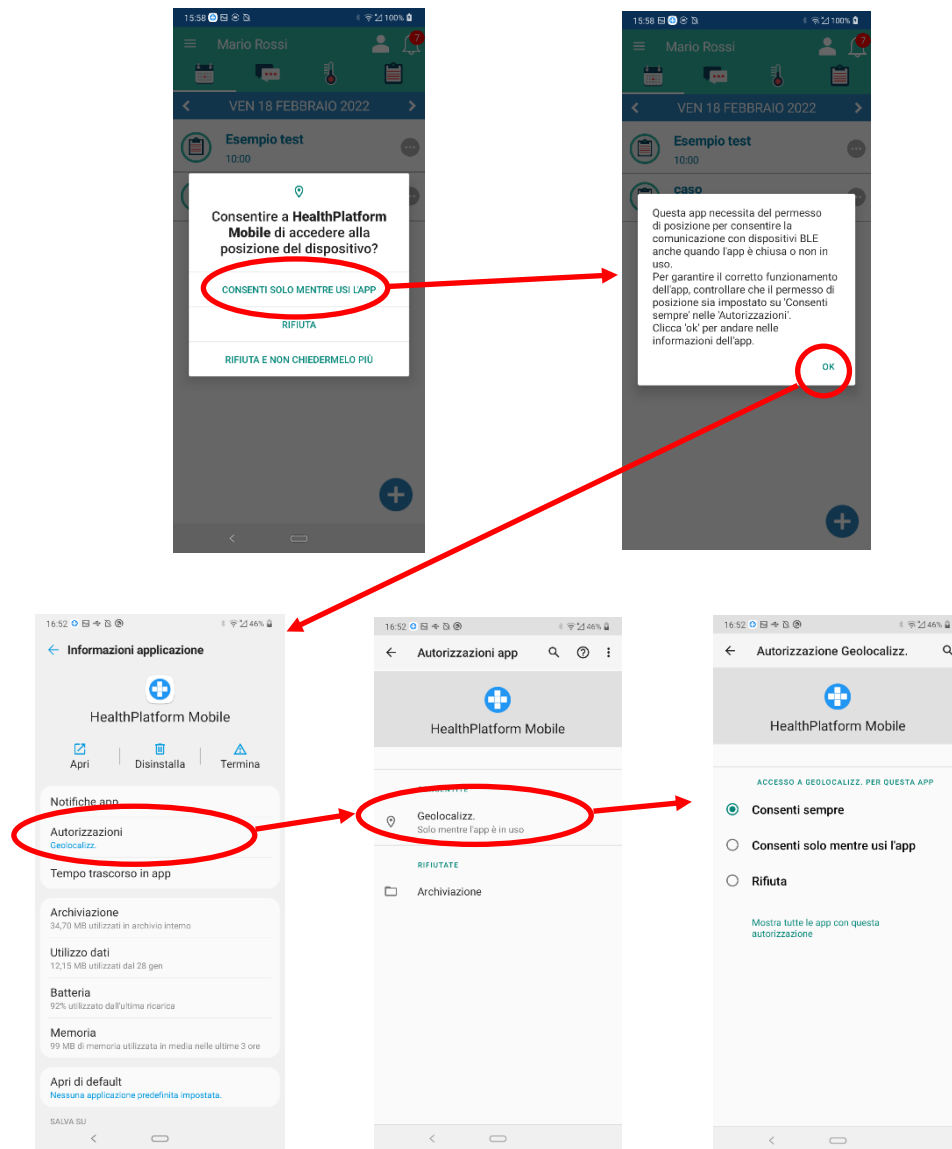 15:58
100%
Mario Rossi
7
VEN 18 FEBBRAIO 2022
Esempio test
10:00
Consentire a HealthPlatform
Mobile di accedere alla
posizione del dispositivo?
CONSENTI SOLO MENTRE USI L'APP
RIFIUTA
RIFIUTA E NON CHIEDERMELO PIÙ
15:58
100%
Mario Rossi
7
VEN 18 FEBBRAIO 2022
Esempio test
10:00
caso
Questa app necessita del permesso
di posizione per consentire la
comunicazione con dispositivi BLE
anche quando l'app è chiusa o non in
uso.
Per garantire il corretto funzionamento
dell'app, controllare che il permesso di
posizione sia impostato su 'Consenti
sempre' nelle 'Autorizzazioni'.
Clicca 'ok' per andare nelle
informazioni dell'app.
OK
16:52
46%
Informazioni applicazione
HealthPlatform Mobile
Apri
Disinstalla
Termina
Notifiche app
Autorizzazioni
Geolocalizz.
Tempo trascorso in app
Archiviazione
34,70 MB utilizzati in archivio interno
Utilizzo dati
12,15 MB utilizzati dal 28 gen
Batteria
92% utilizzato dall'ultima ricarica
Memoria
99 MB di memoria utilizzata in media nelle ultime 3 ore
Apri di default
Nessuna applicazione predefinita impostata.
SALVA SU
16:52
46%
Autorizzazioni app
HealthPlatform Mobile
CONSENTITE
Geolocalizz.
Solo mentre l'app è in uso
RIFIUTATE
Archiviazione
16:52
46%
Autorizzazione Geolocalizz.
HealthPlatform Mobile
ACCESSO A GEOLOCALIZZ. PER QUESTA APP
Consenti sempre
Consenti solo mentre usi l'app
Rifiuta
Mostra tutte le app con questa
autorizzazione